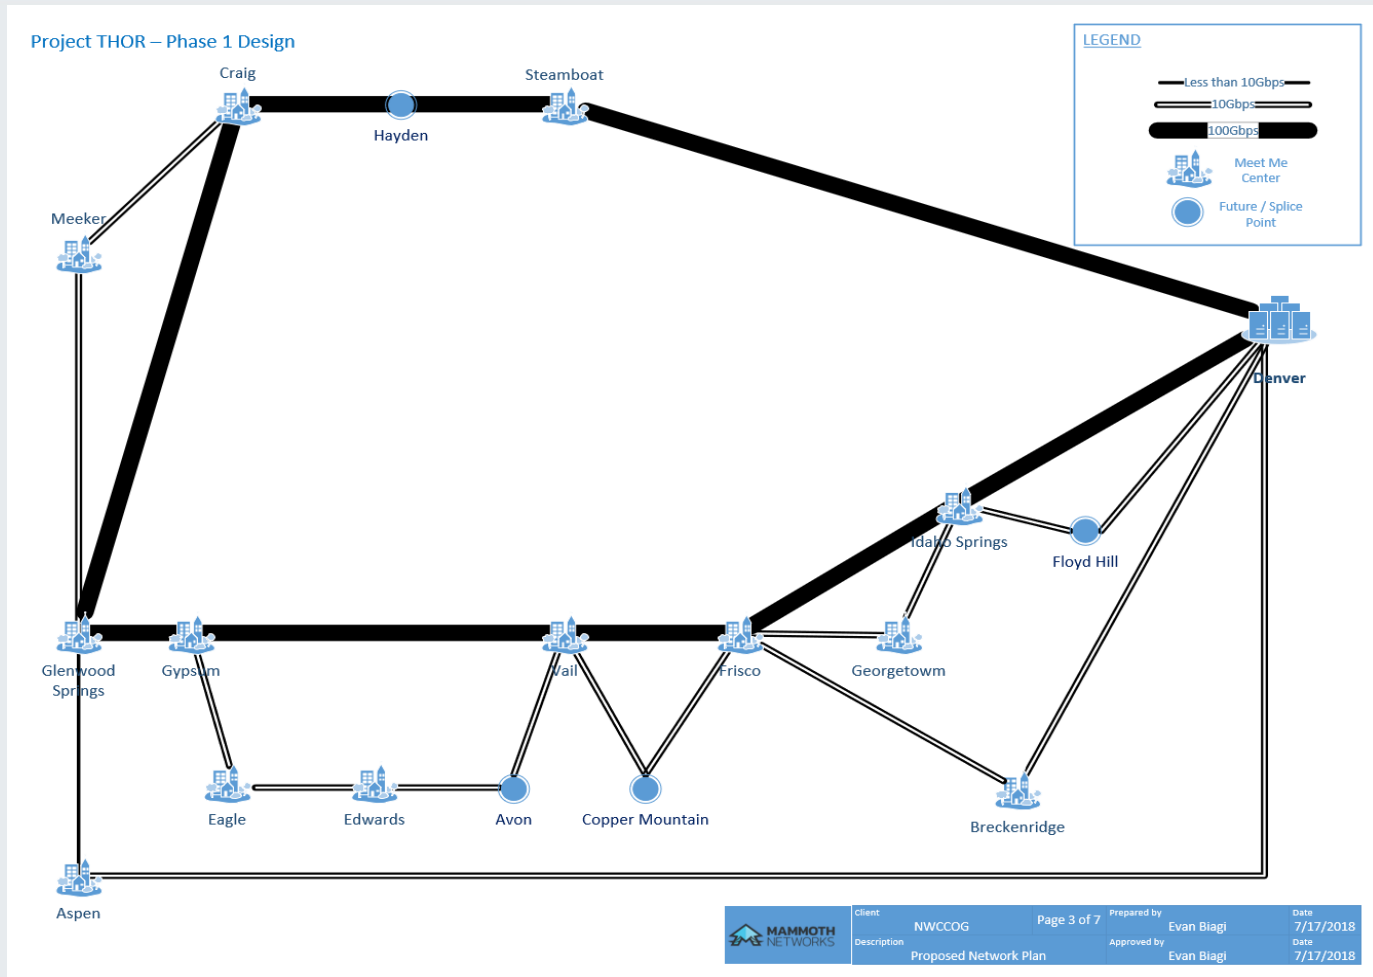 Project THOR – Phase 1 Design
LEGEND
Less than 10Gbps
10Gbps
100Gbps
Meet Me
Center
Future / Splice
Point
Craig
Steamboat
Hayden
Meeker
Denver
Idaho Springs
Floyd Hill
Glenwood
Springs
Gypsum
Vail
Frisco
Georgetowm
Eagle
Edwards
Avon
Copper Mountain
Breckenridge
Aspen
MAMMOTH
NETWORKS
Client
NWCCOG
Page 3 of 7
Prepared by
Evan Biagi
Date
7/17/2018
Description
Proposed Network Plan
Approved by
Evan Biagi
Date
7/17/2018